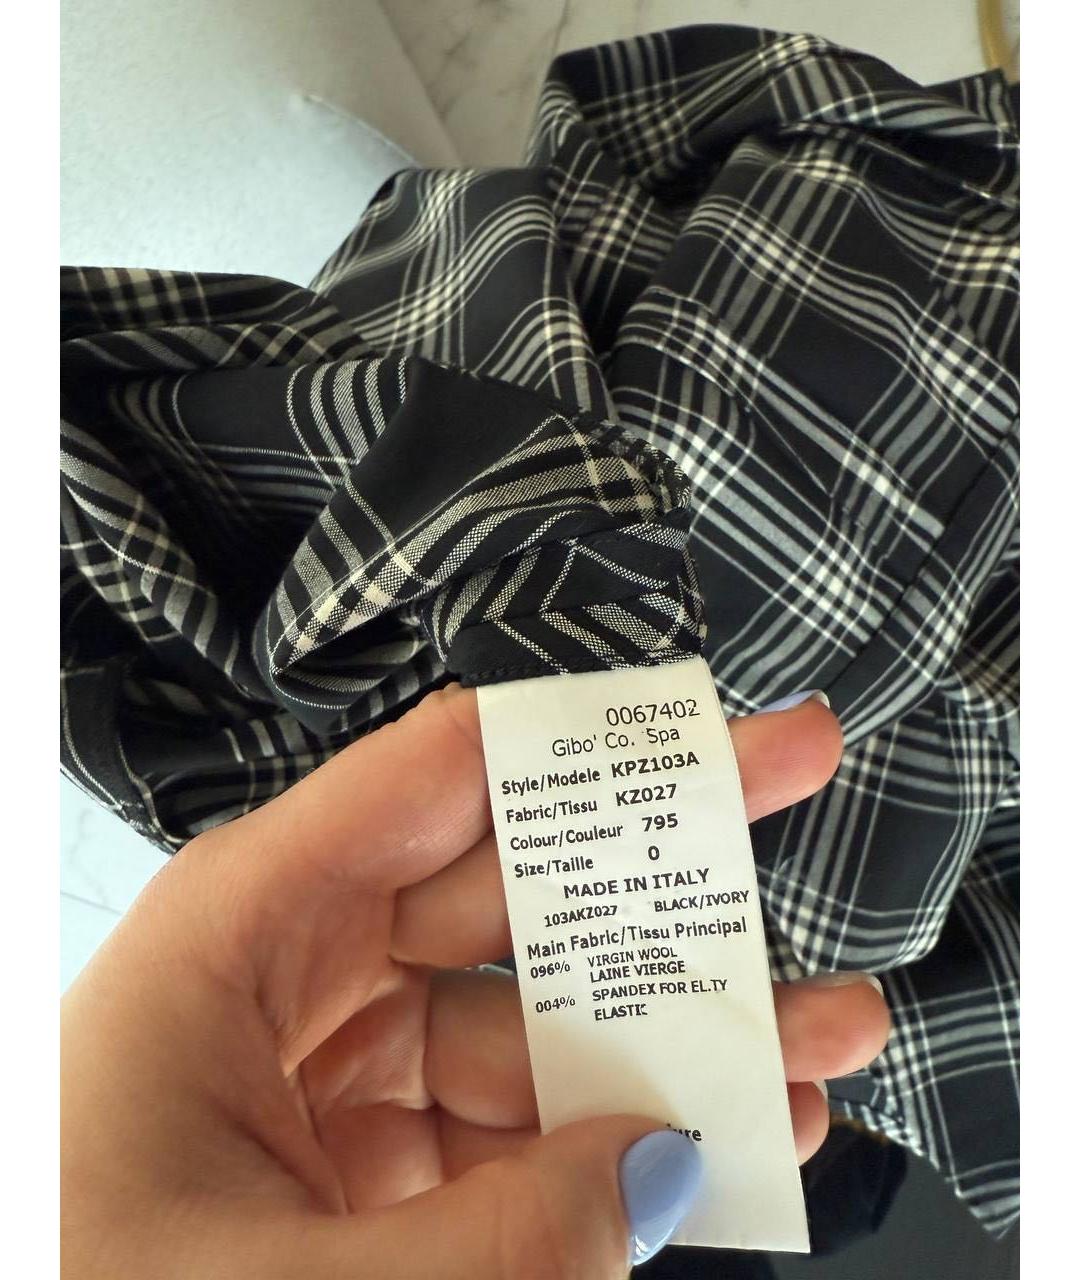 0067402
Gibo' Co. Spa
Style/Modele KPZ103A
Fabric/Tissu KZ027
Colour/Couleur 795
Size/Taille 0
MADE IN ITALY
103AKZ027 BLACK/IVORY
Main Fabric/Tissu Principal
096% VIRGIN WOOL
LAINE VIERGE
004% SPANDEX FOR EL.TY
ELASTIC